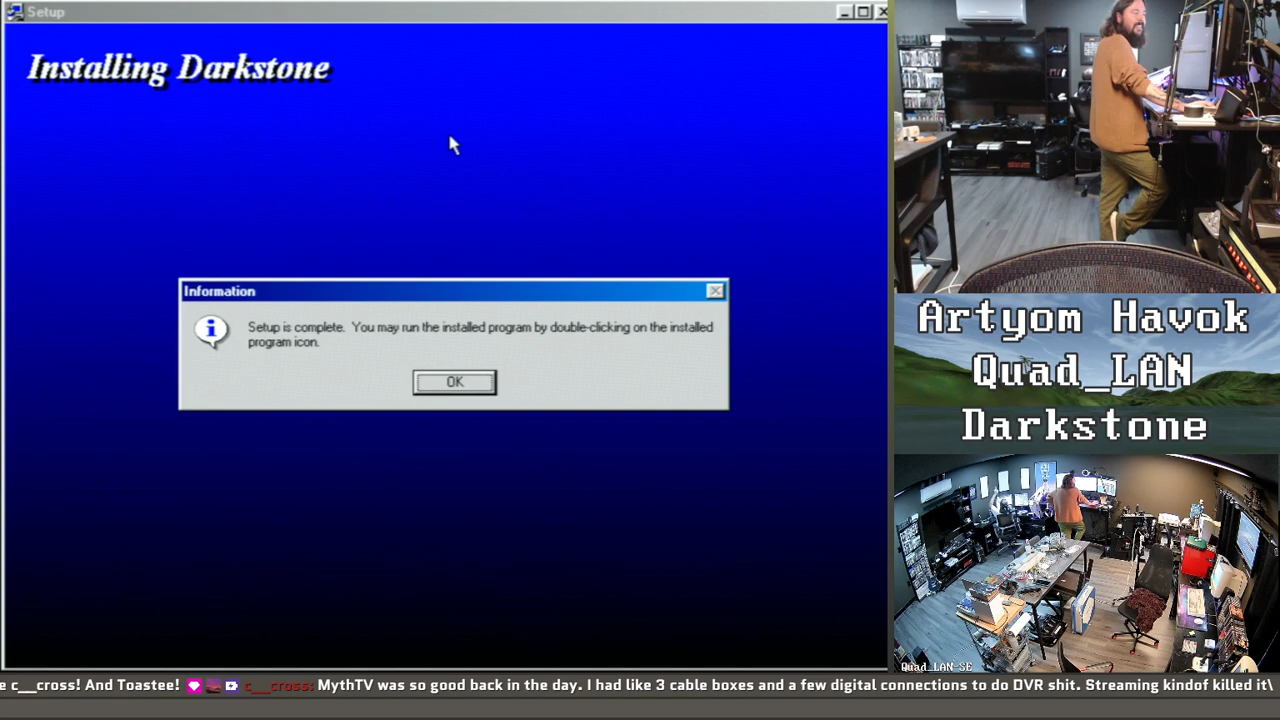 Setup
Installing Darkstone
Information
Setup is complete. You may run the installed program by double-clicking on the installed
program icon.
OK
Artyom Havok
Quad_LAN
Darkstone
Quad_LAN-SE
e c__cross! And Toastee! c__cross: MythTV was so good back in the day. I had like 3 cable boxes and a few digital connections to do DVR shit. Streaming kindof killed it\